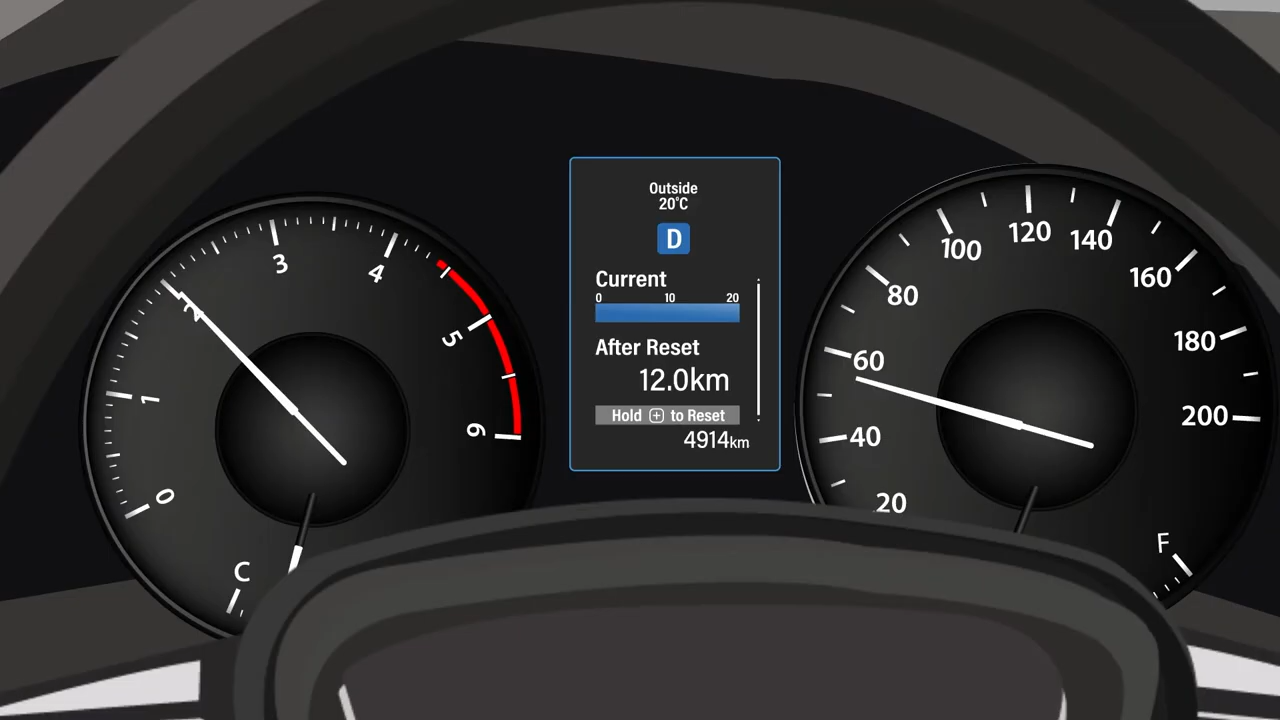 0
1
2
3
4
5
6
C
Outside
20°C
D
Current
0 10 20
After Reset
12.0km
Hold + to Reset
4914km
20
40
60
80
100
120
140
160
180
200
F